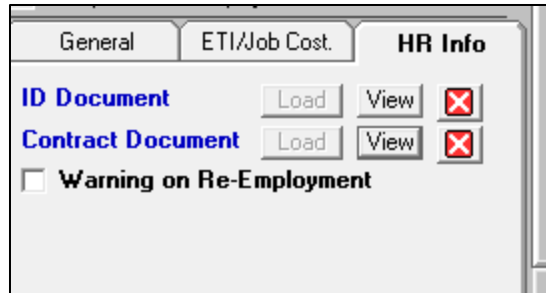 General ETI/Job Cost. HR Info
ID Document Load View
Contract Document Load View
Warning on Re-Employment